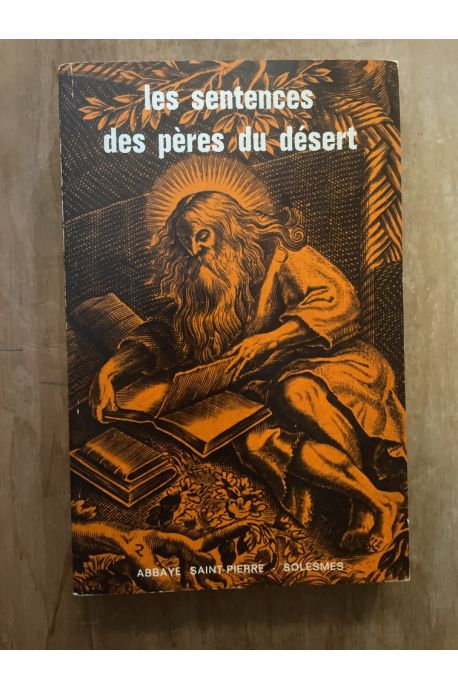 les sentences
des pères du désert
ABBAYE SAINT-PIERRE - SOLESMES